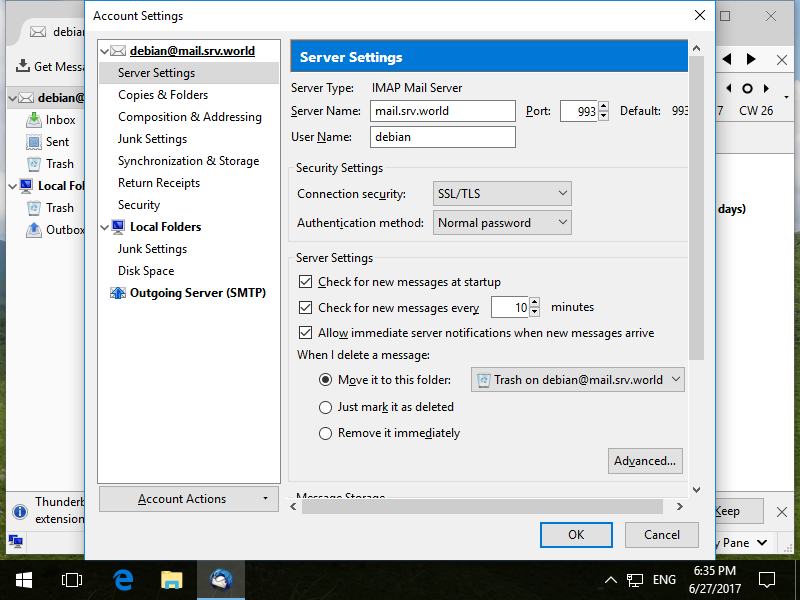 Account Settings
debian@mail.srv.world
Server Settings
Copies & Folders
Composition & Addressing
Junk Settings
Synchronization & Storage
Return Receipts
Security
Local Folders
Junk Settings
Disk Space
Outgoing Server (SMTP)
Account Actions
Server Settings
Server Type: IMAP Mail Server
Server Name: mail.srv.world Port: 993 Default: 993
User Name: debian
Security Settings
Connection security: SSL/TLS
Authentication method: Normal password
Server Settings
Check for new messages at startup
Check for new messages every 10 minutes
Allow immediate server notifications when new messages arrive
When I delete a message:
Move it to this folder: Trash on debian@mail.srv.world
Just mark it as deleted
Remove it immediately
Advanced...
Message Storage
OK Cancel
debia
Get Messa
debian@
Inbox
Sent
Trash
Local Fol
Trash
Outbox
Thunderb
extension
7 CW 26
days)
Keep
y Pane
ENG
6:35 PM
6/27/2017